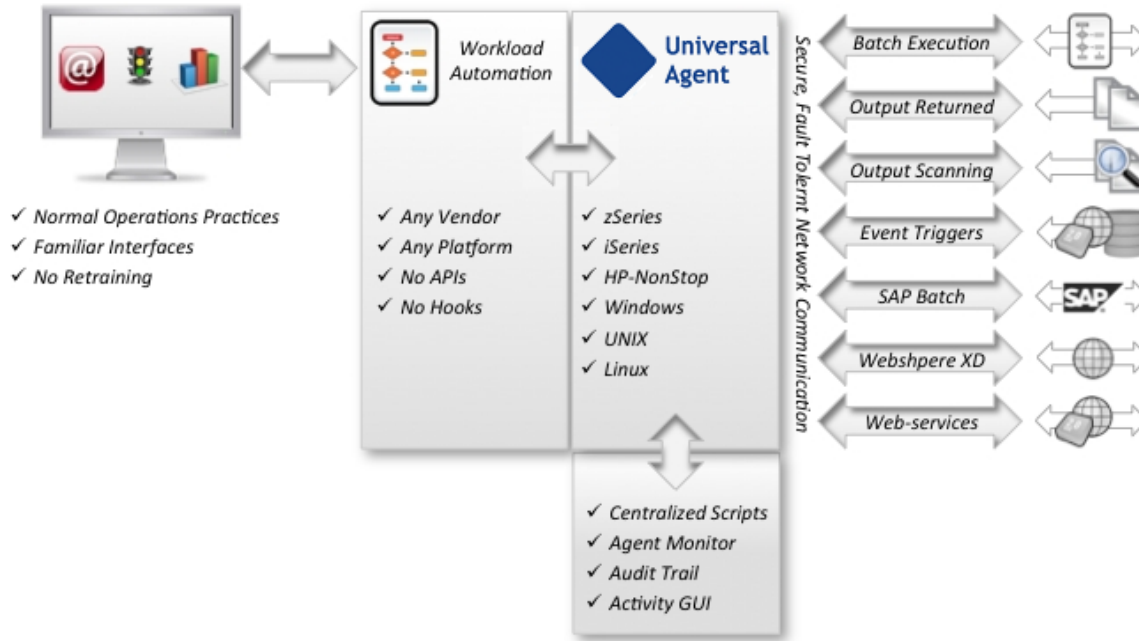 Workload
Automation
Universal
Agent
✓ Normal Operations Practices
✓ Familiar Interfaces
✓ No Retraining
✓ Any Vendor
✓ Any Platform
✓ No APIs
✓ No Hooks
✓ zSeries
✓ iSeries
✓ HP-NonStop
✓ Windows
✓ UNIX
✓ Linux
✓ Centralized Scripts
✓ Agent Monitor
✓ Audit Trail
✓ Activity GUI
Secure, Fault Tolernt Network Communication
Batch Execution
Output Returned
Output Scanning
Event Triggers
SAP Batch
SAP
Webshpere XD
Web-services
@